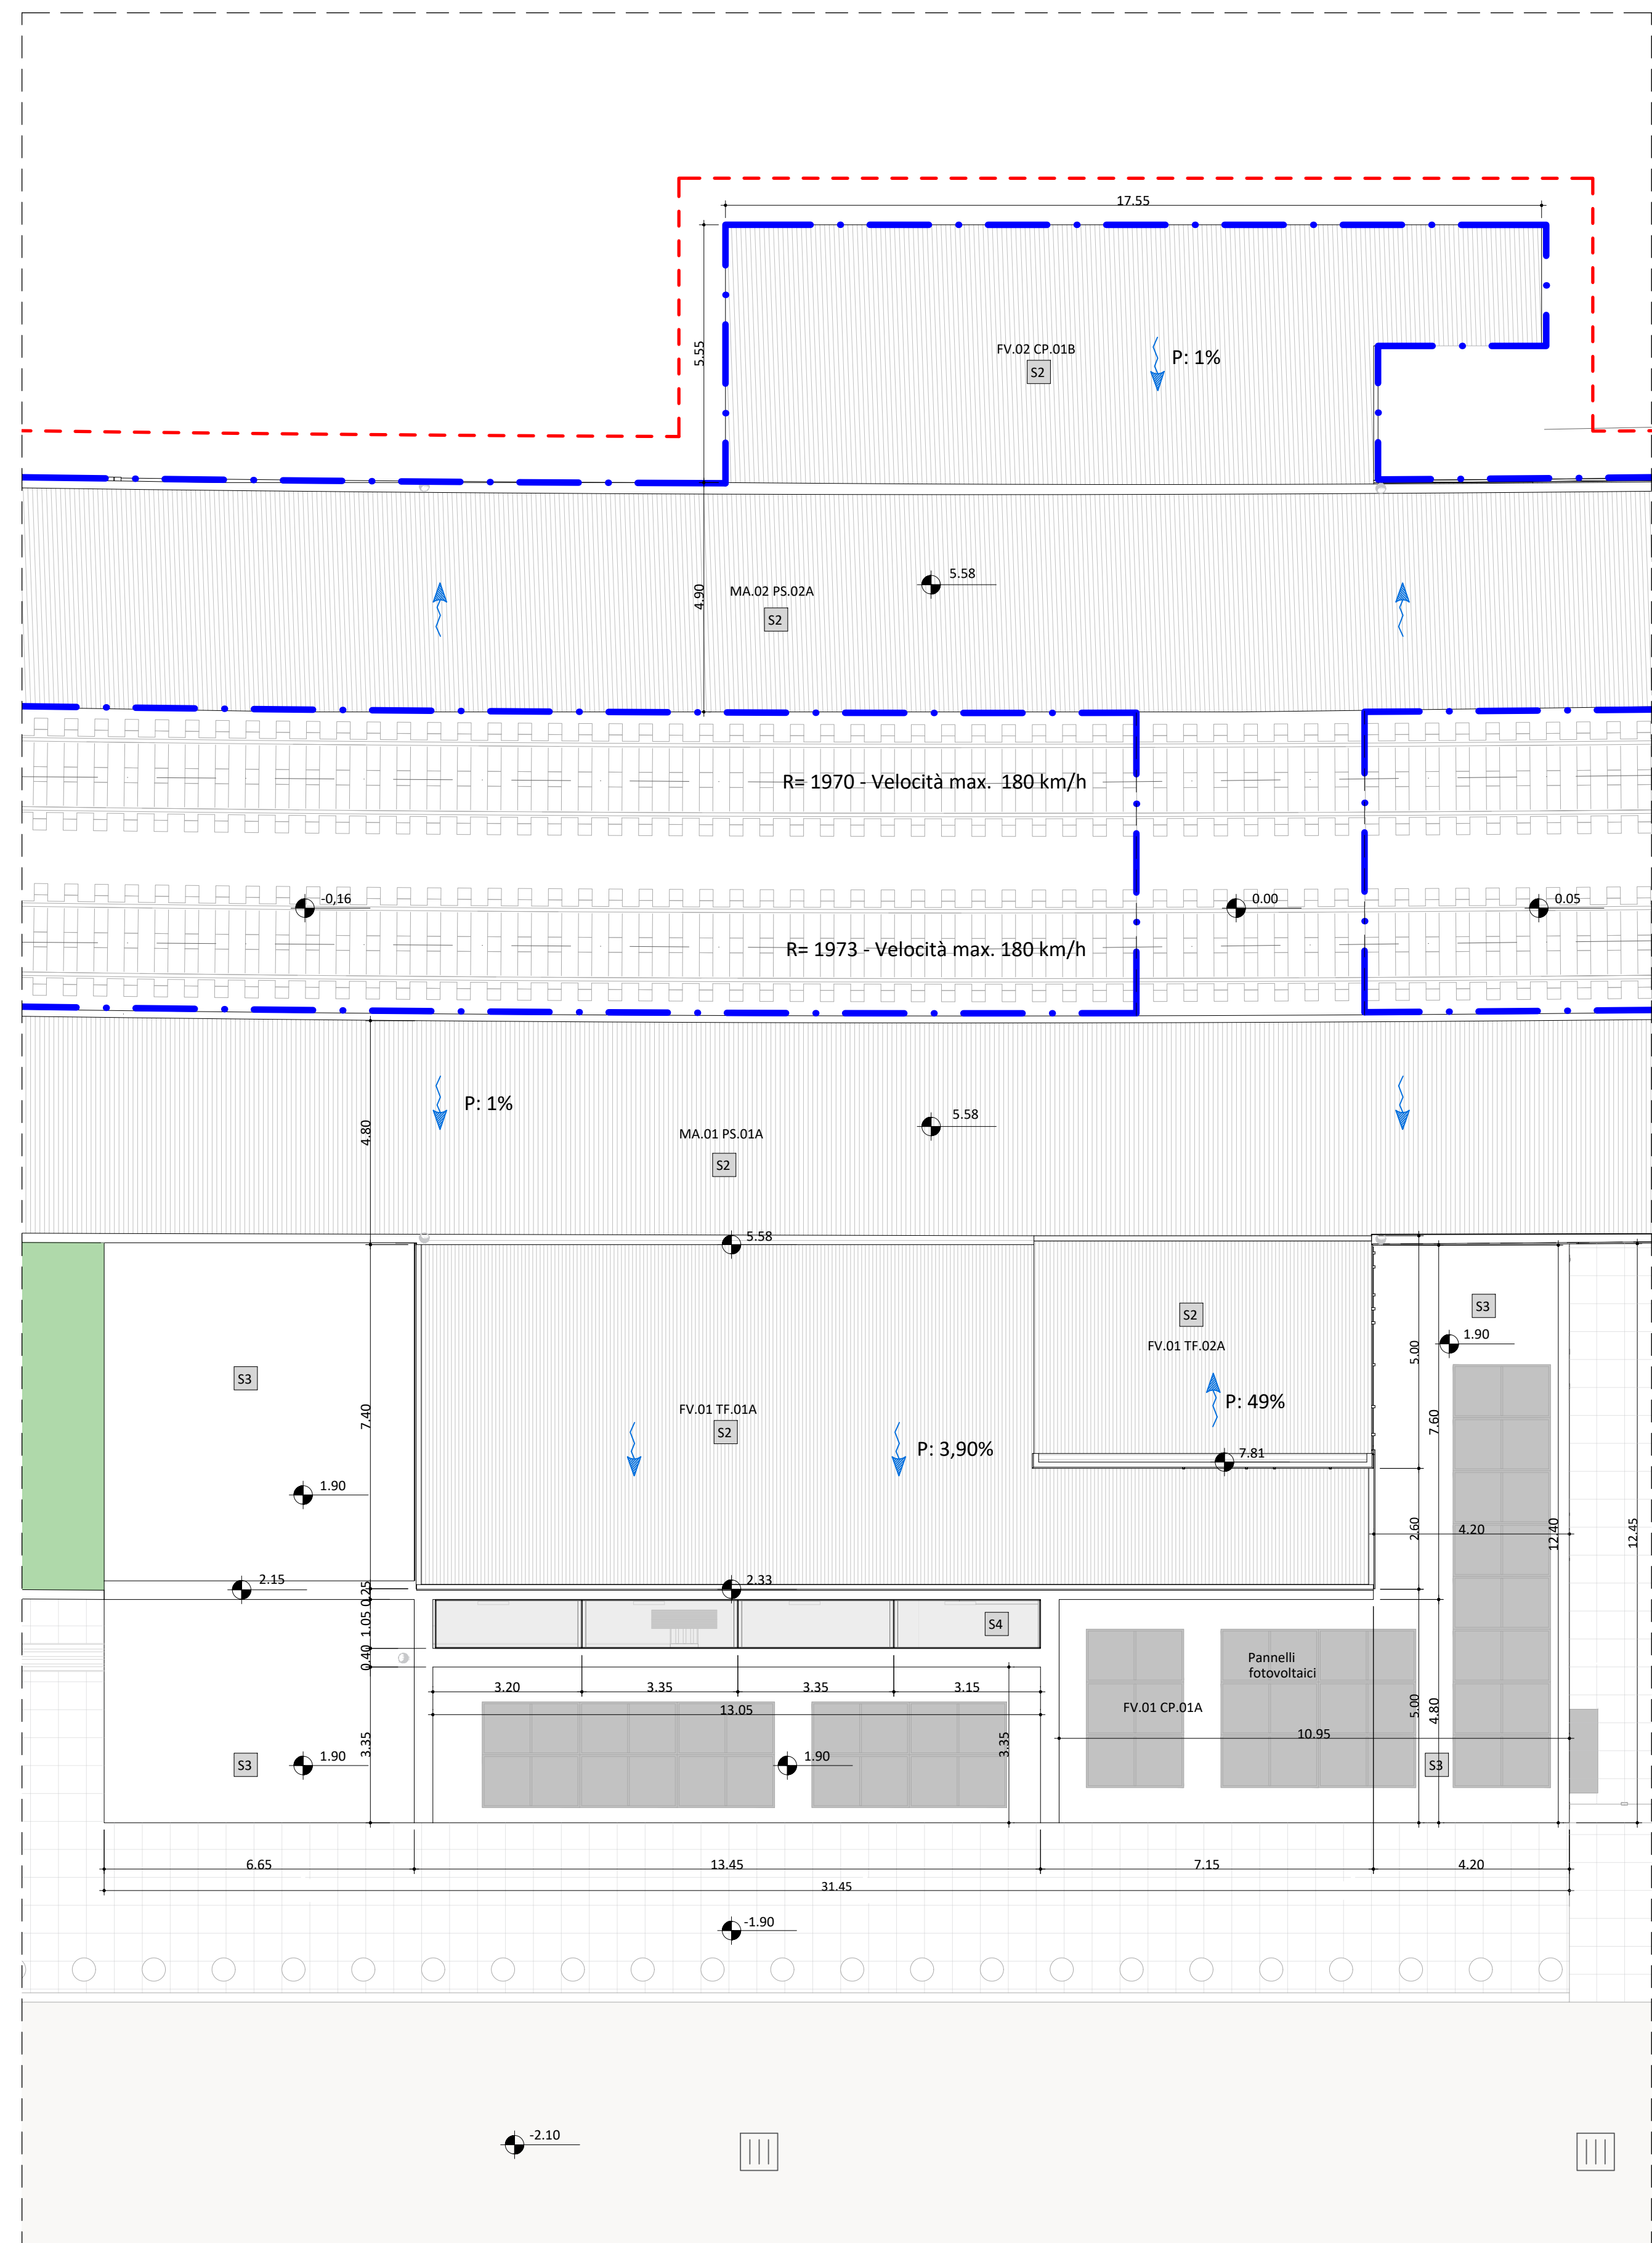 17.55
5.55
FV.02 CP.01B
S2
P: 1%
4.90
MA.02 PS.02A
S2
5.58
R= 1970 - Velocità max. 180 km/h
-0,16
0.00
0.05
R= 1973 - Velocità max. 180 km/h
P: 1%
4.80
MA.01 PS.01A
S2
5.58
5.58
S3
S2
FV.01 TF.02A
S3
1.90
5.00
7.40
FV.01 TF.01A
S2
P: 3,90%
P: 49%
7.81
7.60
1.90
2.60
4.20
12.40
12.45
2.15
2.33
0.25
1.05
0.40
S4
3.20
3.35
3.35
3.15
13.05
Pannelli
fotovoltaici
FV.01 CP.01A
5.00
4.80
10.95
3.35
S3
1.90
1.90
3.35
S3
6.65
13.45
7.15
4.20
31.45
-1.90
-2.10